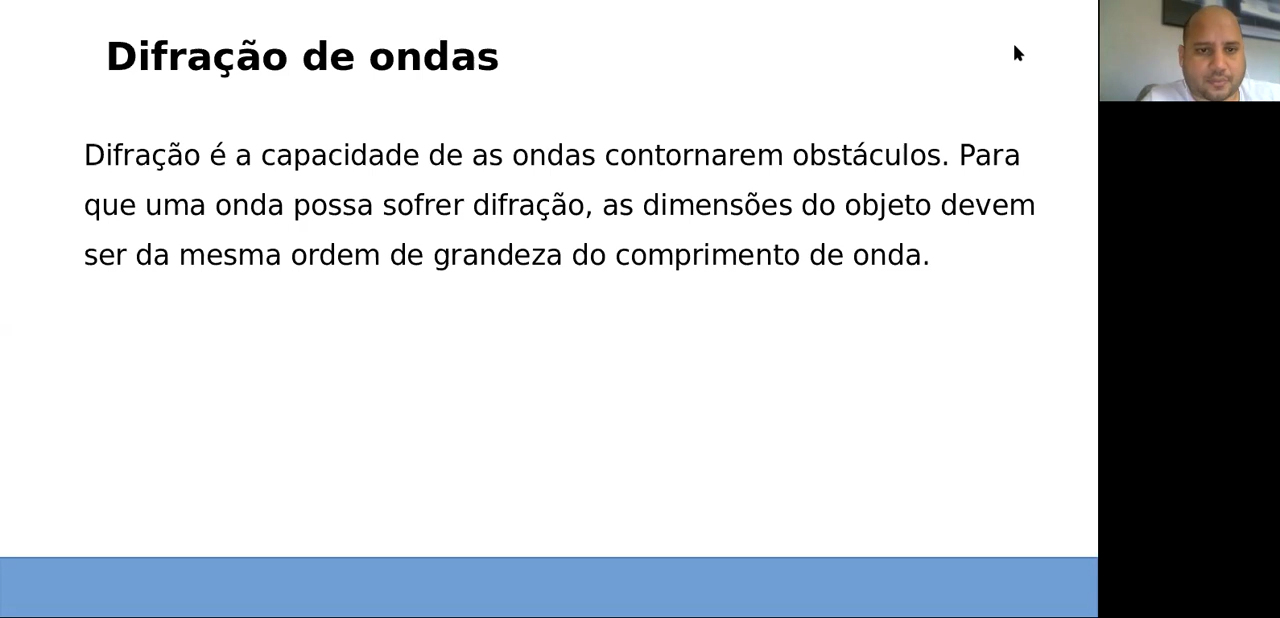 Difração de ondas
Difração é a capacidade de as ondas contornarem obstáculos. Para
que uma onda possa sofrer difração, as dimensões do objeto devem
ser da mesma ordem de grandeza do comprimento de onda.